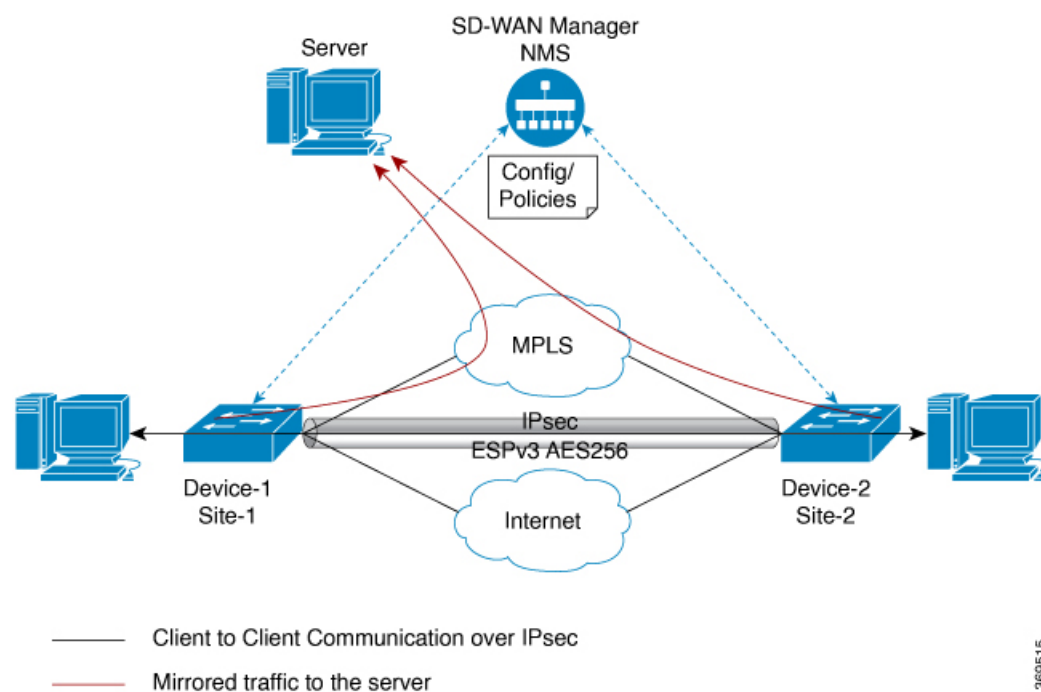 SD-WAN Manager
NMS
Server
Config/
Policies
MPLS
IPsec
ESPv3 AES256
Device-1
Site-1
Device-2
Site-2
Internet
Client to Client Communication over IPsec
Mirrored traffic to the server
369515